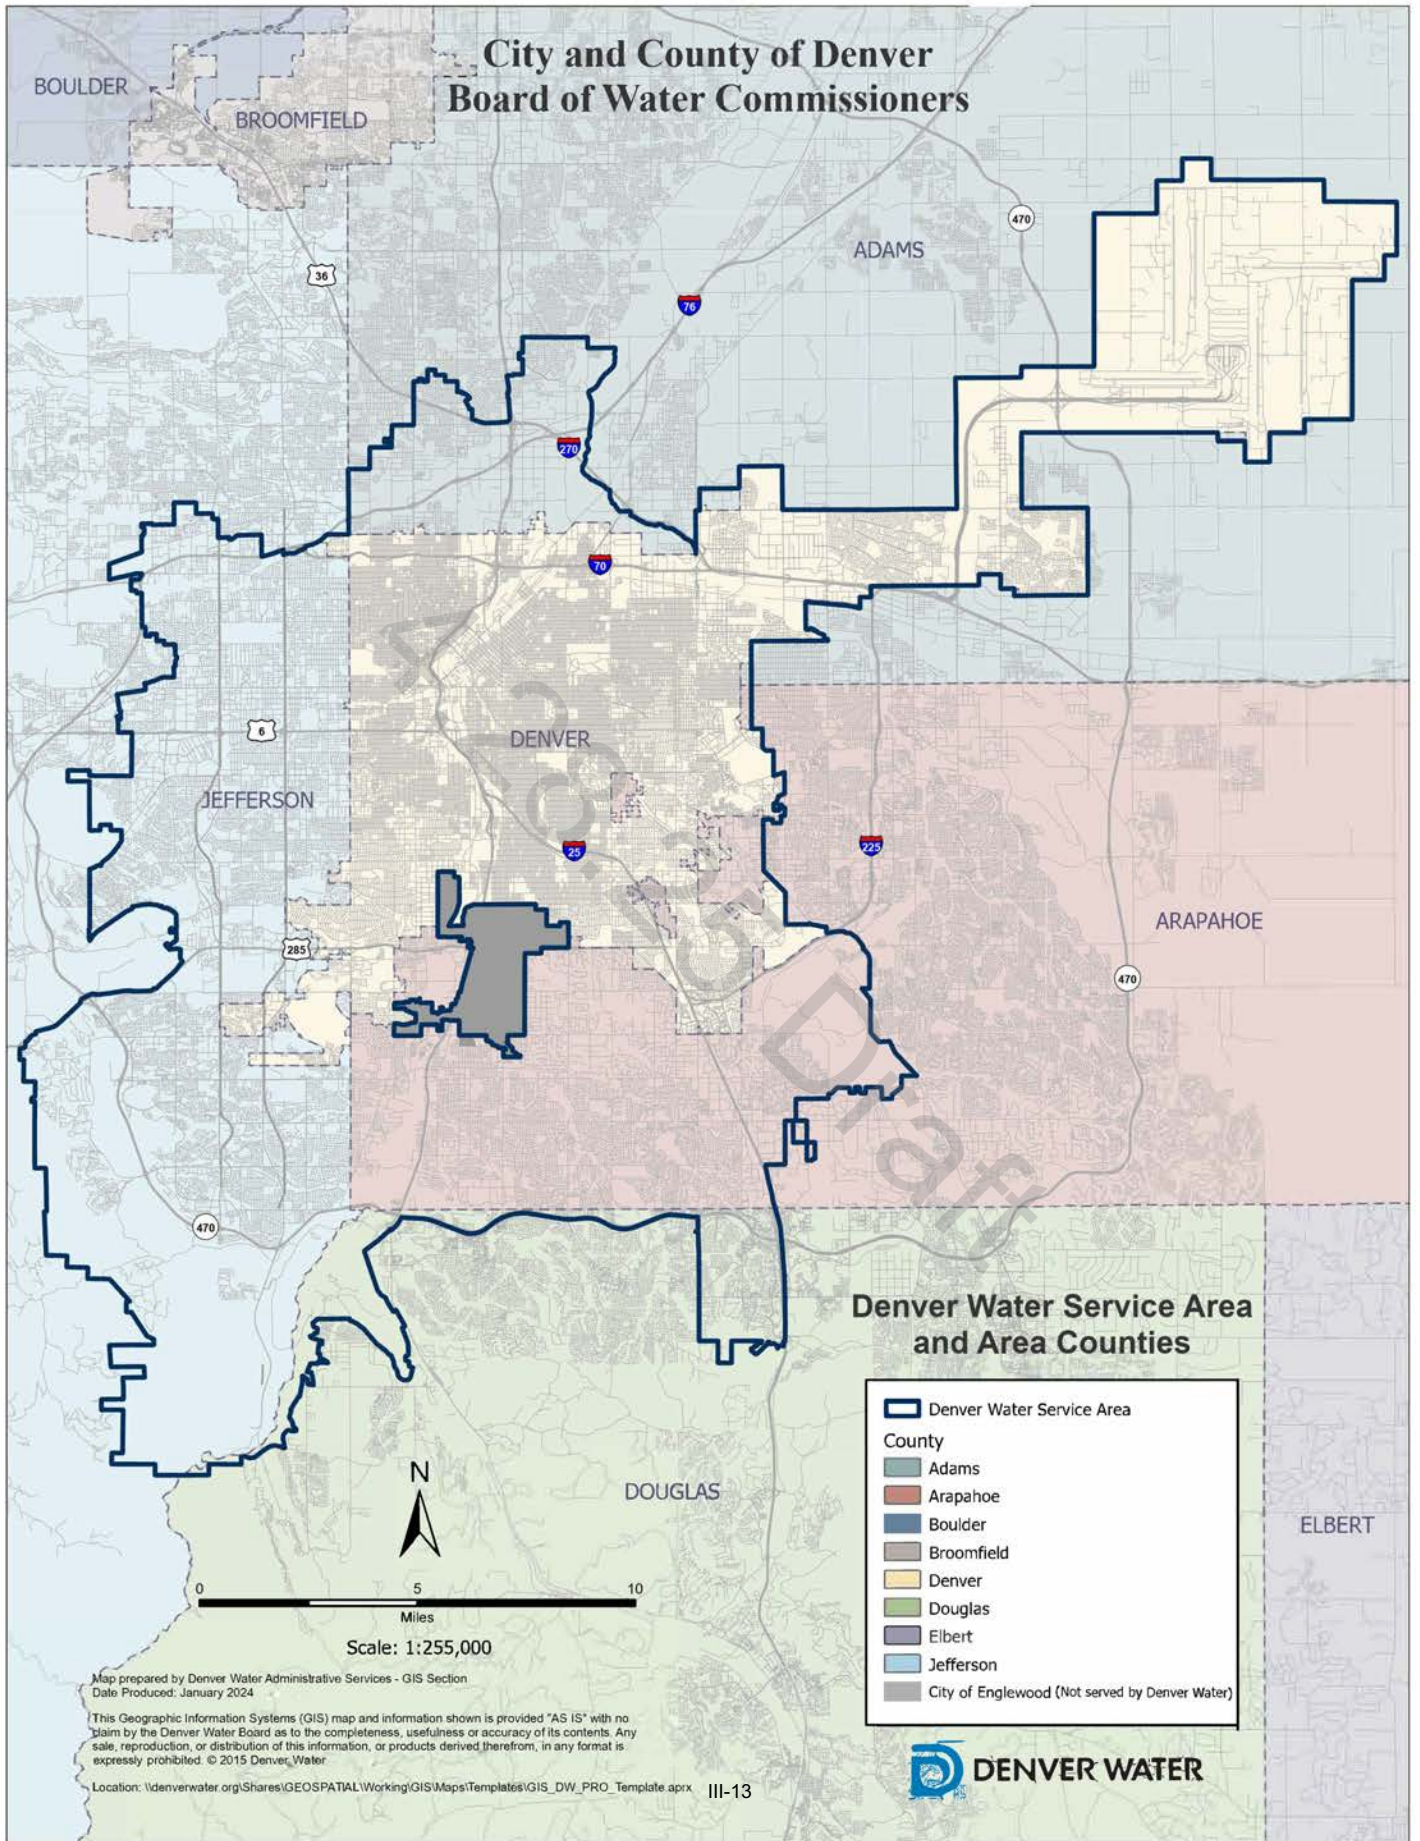 City and County of Denver
Board of Water Commissioners
BOULDER
BROOMFIELD
470
ADAMS
36
76
270
70
6
DENVER
JEFFERSON
25
225
ARAPAHOE
285
470
470
Draft
Denver Water Service Area
and Area Counties
Denver Water Service Area
County
Adams
Arapahoe
Boulder
Broomfield
Denver
Douglas
Elbert
Jefferson
City of Englewood (Not served by Denver Water)
N
DOUGLAS
ELBERT
0 5 10
Miles
Scale: 1:255,000
Map prepared by Denver Water Administrative Services - GIS Section
Date Produced: January 2024
This Geographic Information Systems (GIS) map and information shown is provided "AS IS" with no
claim by the Denver Water Board as to the completeness, usefulness or accuracy of its contents. Any
sale, reproduction, or distribution of this information, or products derived therefrom, in any format is
expressly prohibited. © 2015 Denver Water
Location: \\denverwater.org\Shares\GEOSPATIAL\Working\GIS\Maps\Templates\GIS_DW_PRO_Template.aprx
III-13
DENVER WATER